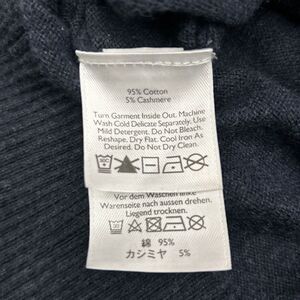 95% Cotton
5% Cashmere
Turn Garment Inside Out. Machine
Wash Cold Delicate Separately. Use
Mild Detergent. Do Not Bleach.
Reshape, Dry Flat. Cool Iron As
Desired. Do Not Dry Clean.
Vor dem Waschen linke
Warenseite nach aussen drehen.
Liegend trocknen.
綿 95%
カシミヤ 5%